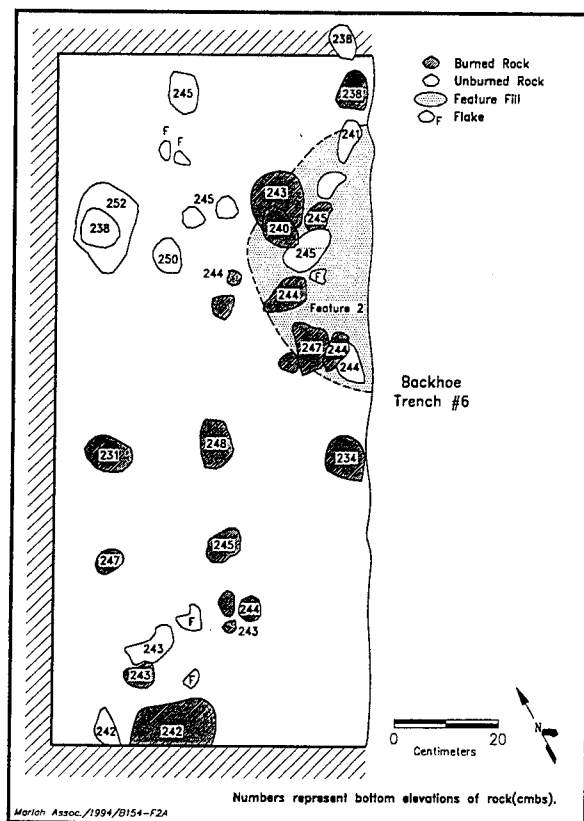 238
Burned Rock
Unburned Rock
Feature Fill
F Flake
245
238
241
F
F
243
252
245
245
238
240
245
250
244
F
244
Feature 2
247
244
244
Backhoe
Trench #6
231
248
234
245
247
244
F
243
243
243
F
242
242
N
0 20
Centimeters
Numbers represent bottom elevations of rock(cmbs).
Mariah Assoc./1994/B154-F2A